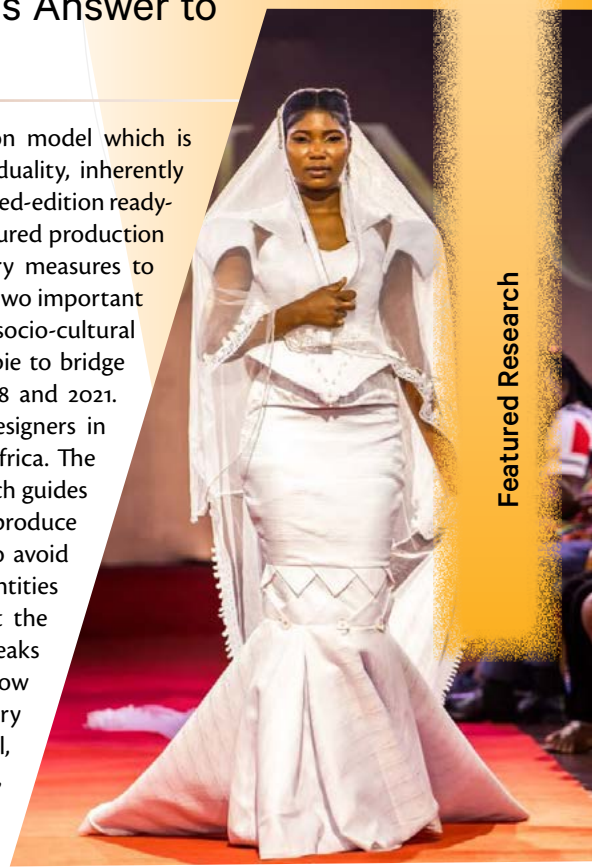 s Answer to
on model which is
duality, inherently
ed-edition ready-
ured production
ry measures to
wo important
socio-cultural
pie to bridge
8 and 2021.
esigners in
frica. The
ch guides
produce
o avoid
ntities
t the
eaks
ow
ry
l,
,
Featured Research